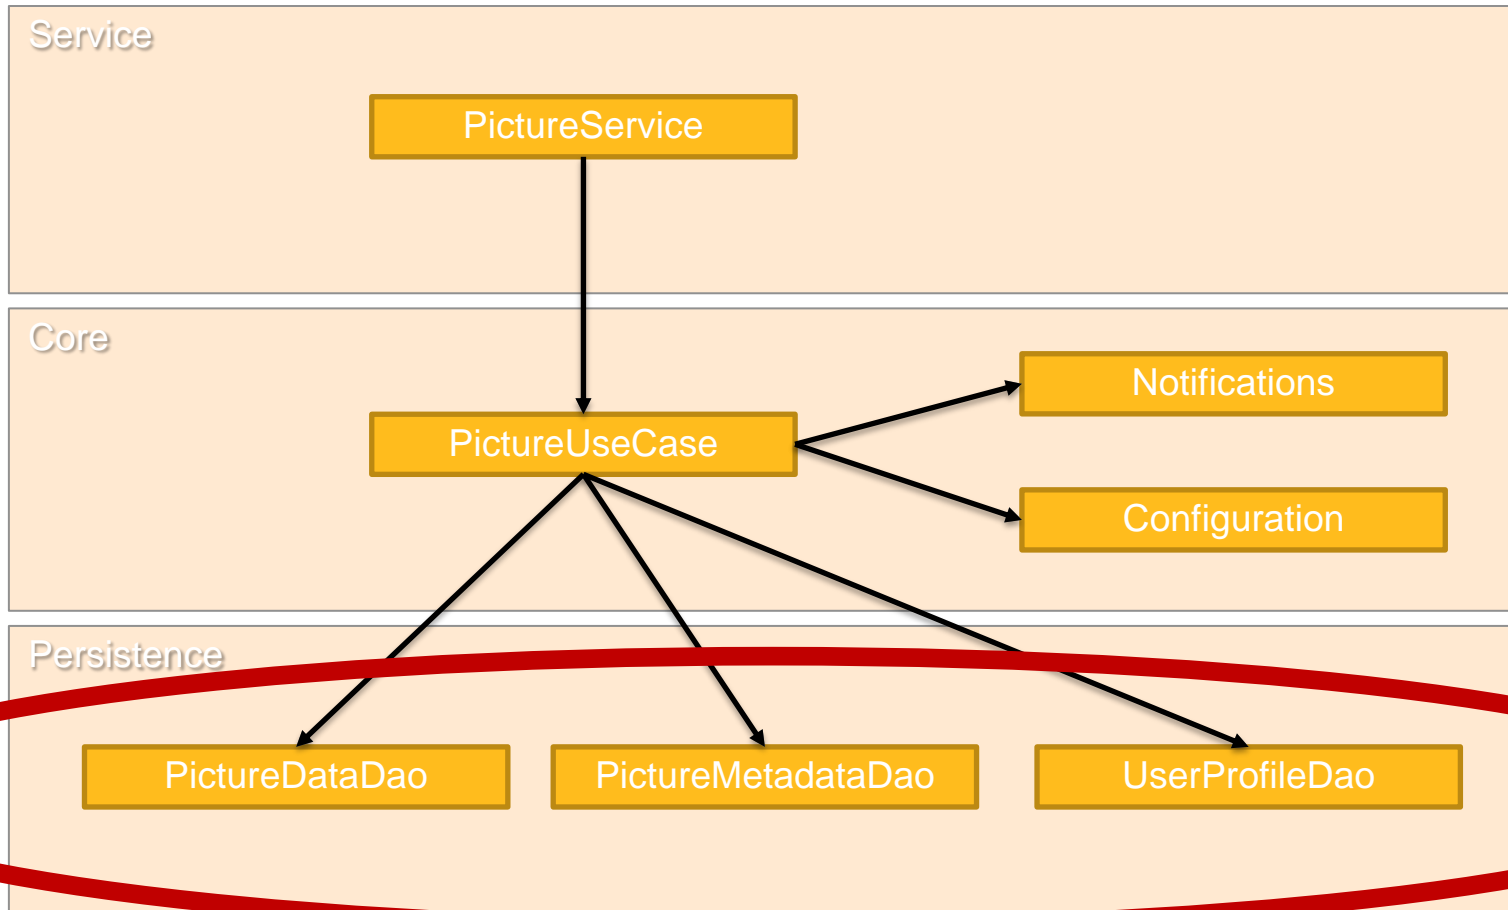 Service
PictureService
Core
Notifications
PictureUseCase
Configuration
Persistence
PictureDataDao
PictureMetadataDao
UserProfileDao